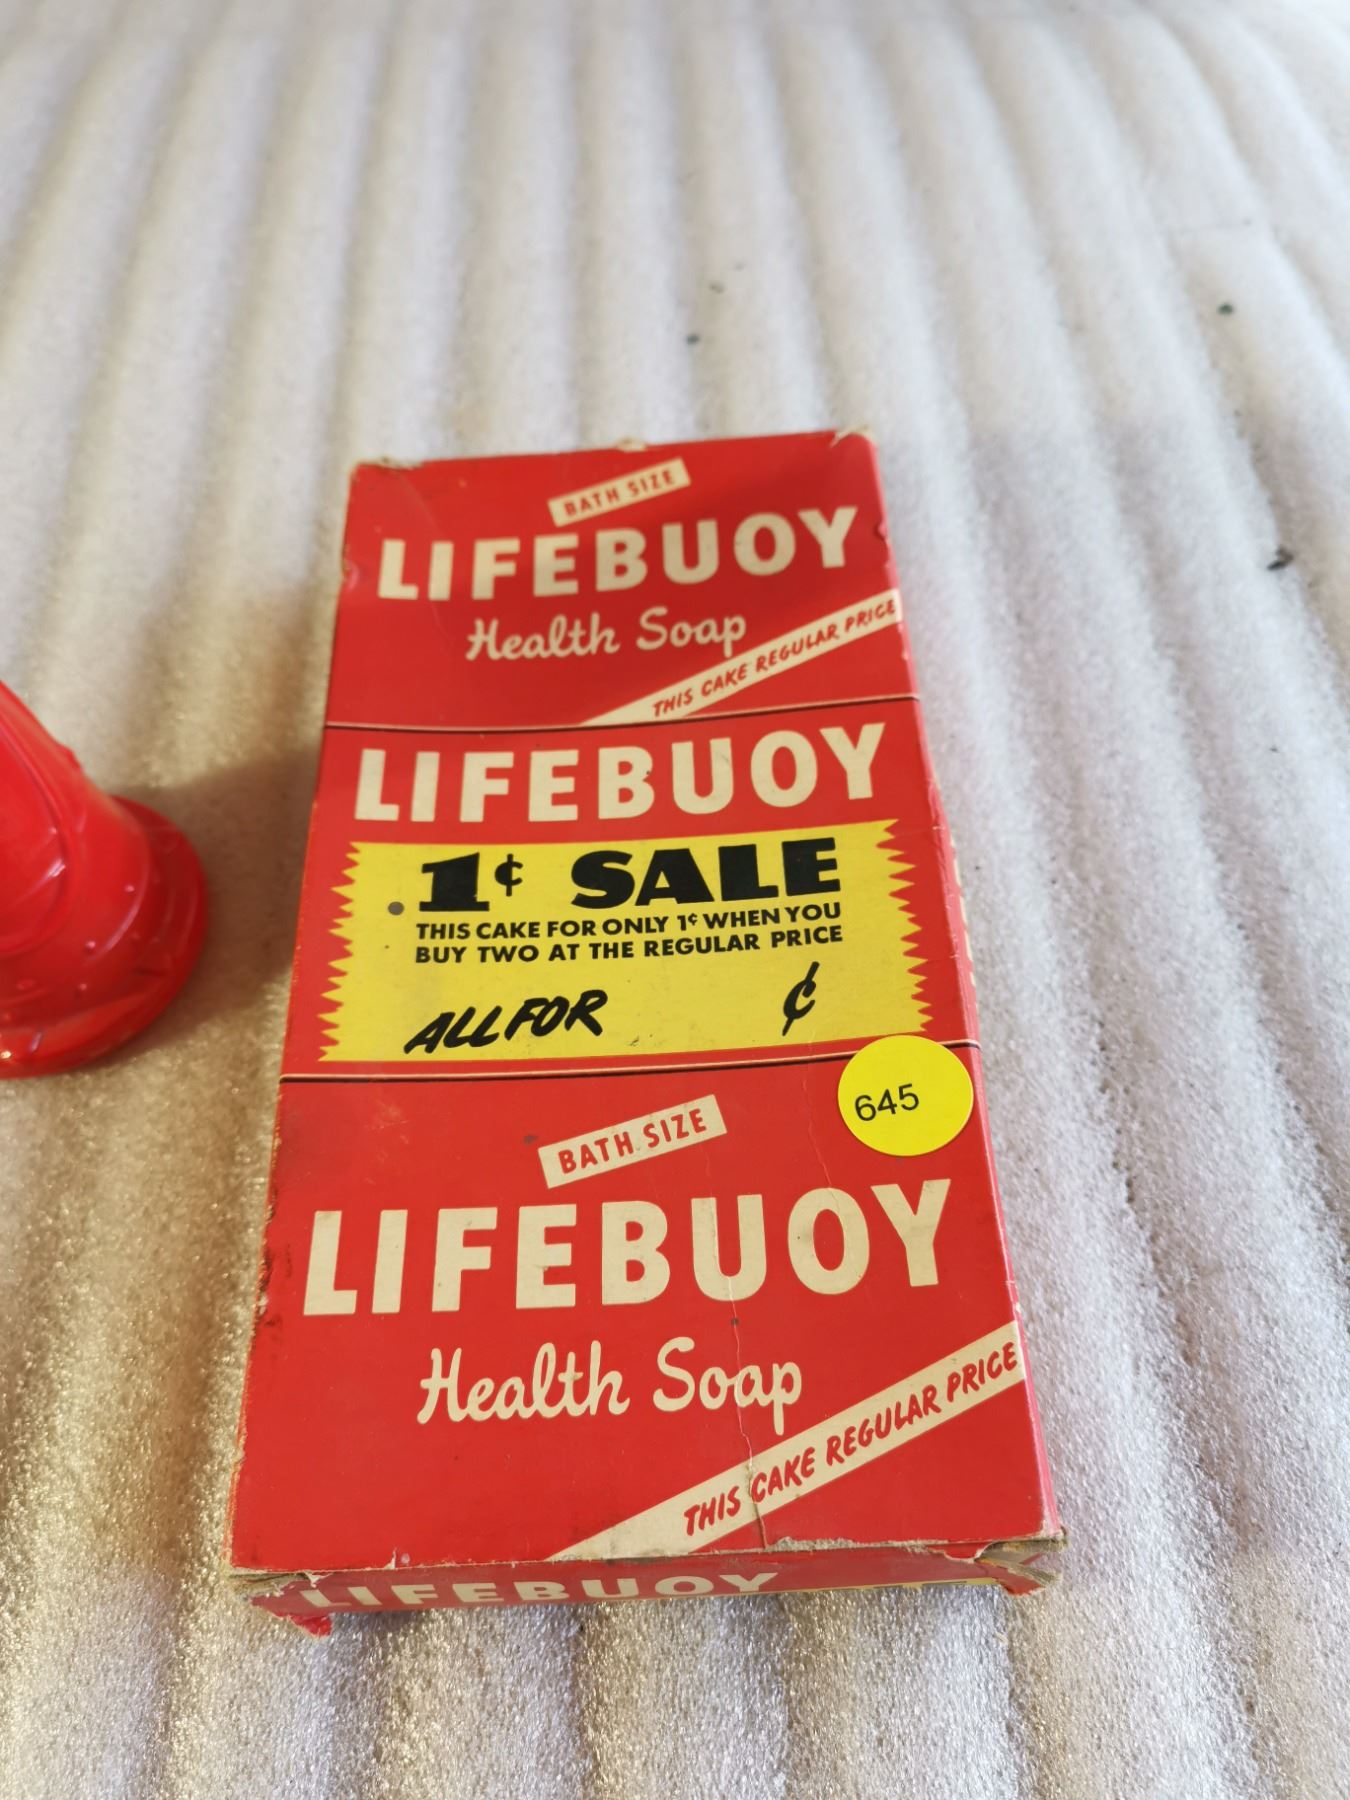 BATH SIZE
LIFEBUOY
Health Soap
THIS CAKE REGULAR PRICE
LIFEBUOY
1¢ SALE
THIS CAKE FOR ONLY 1¢ WHEN YOU
BUY TWO AT THE REGULAR PRICE
ALL FOR ¢
645
BATH SIZE
LIFEBUOY
Health Soap
THIS CAKE REGULAR PRICE
LIFEBUOY